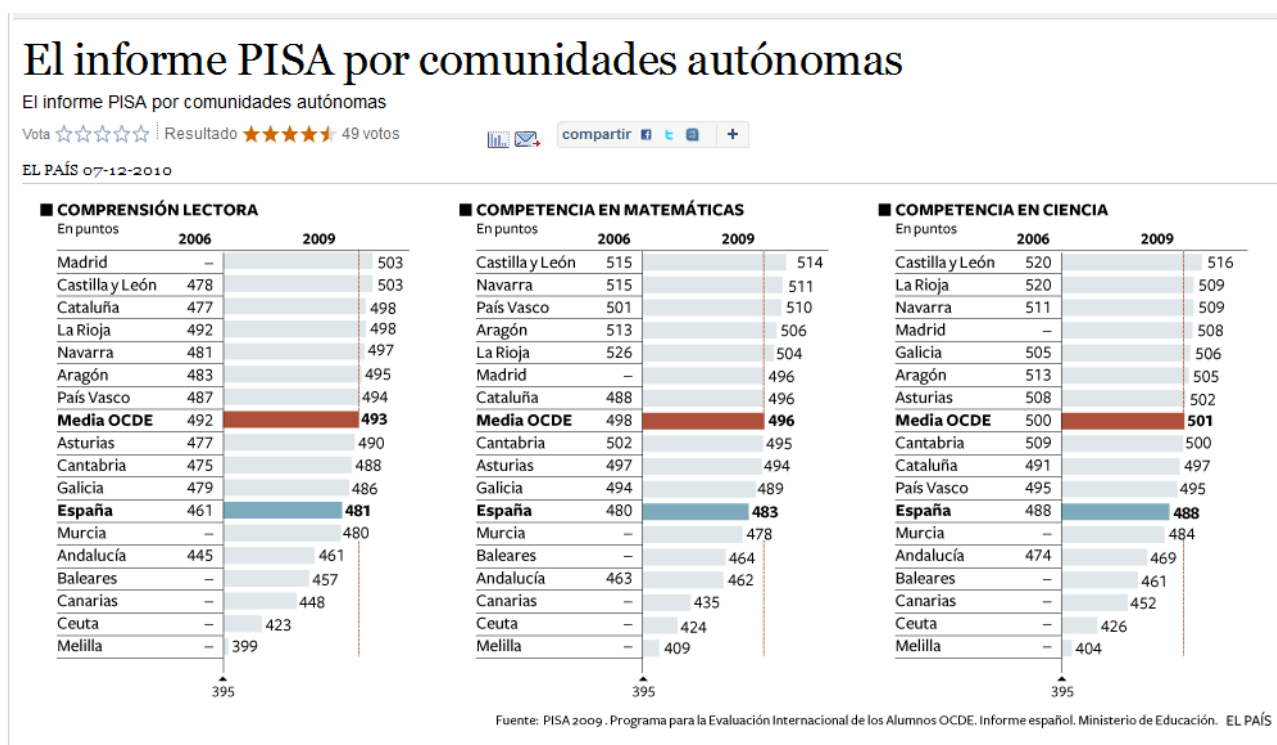 El informe PISA por comunidades autónomas
El informe PISA por comunidades autónomas
Vota Resultado 49 votos compartir +
EL PAÍS 07-12-2010
COMPRENSIÓN LECTORA
En puntos
2006 2009
Madrid – 503
Castilla y León 478 503
Cataluña 477 498
La Rioja 492 498
Navarra 481 497
Aragón 483 495
País Vasco 487 494
Media OCDE 492 493
Asturias 477 490
Cantabria 475 488
Galicia 479 486
España 461 481
Murcia – 480
Andalucía 445 461
Baleares – 457
Canarias – 448
Ceuta – 423
Melilla – 399
395
COMPETENCIA EN MATEMÁTICAS
En puntos
2006 2009
Castilla y León 515 514
Navarra 515 511
País Vasco 501 510
Aragón 513 506
La Rioja 526 504
Madrid – 496
Cataluña 488 496
Media OCDE 498 496
Cantabria 502 495
Asturias 497 494
Galicia 494 489
España 480 483
Murcia – 478
Baleares – 464
Andalucía 463 462
Canarias – 435
Ceuta – 424
Melilla – 409
395
COMPETENCIA EN CIENCIA
En puntos
2006 2009
Castilla y León 520 516
La Rioja 520 509
Navarra 511 509
Madrid – 508
Galicia 505 506
Aragón 513 505
Asturias 508 502
Media OCDE 500 501
Cantabria 509 500
Cataluña 491 497
País Vasco 495 495
España 488 488
Murcia – 484
Andalucía 474 469
Baleares – 461
Canarias – 452
Ceuta – 426
Melilla – 404
395
Fuente: PISA 2009. Programa para la Evaluación Internacional de los Alumnos OCDE. Informe español. Ministerio de Educación. EL PAÍS